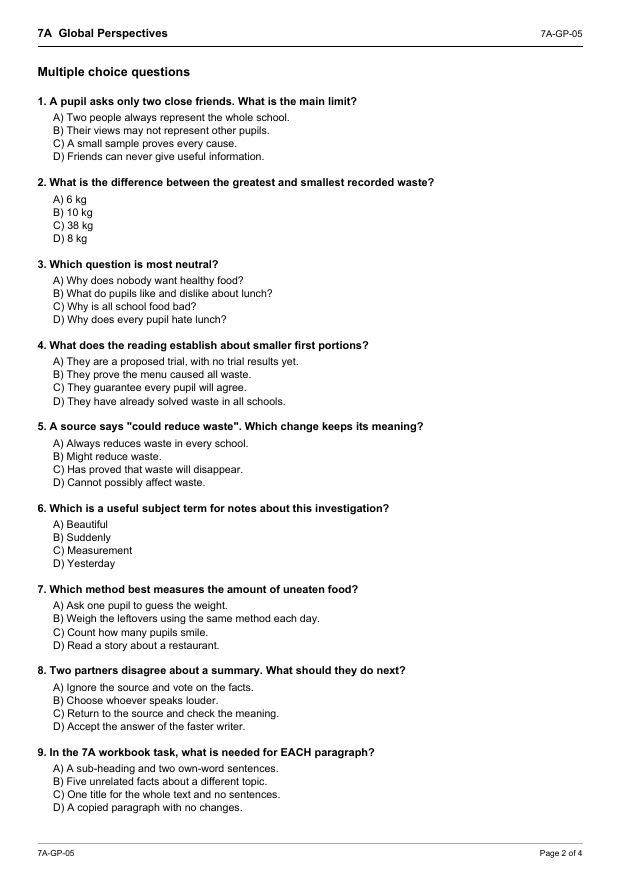 7A Global Perspectives
7A-GP-05
Multiple choice questions
1. A pupil asks only two close friends. What is the main limit?
A) Two people always represent the whole school.
B) Their views may not represent other pupils.
C) A small sample proves every cause.
D) Friends can never give useful information.
2. What is the difference between the greatest and smallest recorded waste?
A) 6 kg
B) 10 kg
C) 38 kg
D) 8 kg
3. Which question is most neutral?
A) Why does nobody want healthy food?
B) What do pupils like and dislike about lunch?
C) Why is all school food bad?
D) Why does every pupil hate lunch?
4. What does the reading establish about smaller first portions?
A) They are a proposed trial, with no trial results yet.
B) They prove the menu caused all waste.
C) They guarantee every pupil will agree.
D) They have already solved waste in all schools.
5. A source says "could reduce waste". Which change keeps its meaning?
A) Always reduces waste in every school.
B) Might reduce waste.
C) Has proved that waste will disappear.
D) Cannot possibly affect waste.
6. Which is a useful subject term for notes about this investigation?
A) Beautiful
B) Suddenly
C) Measurement
D) Yesterday
7. Which method best measures the amount of uneaten food?
A) Ask one pupil to guess the weight.
B) Weigh the leftovers using the same method each day.
C) Count how many pupils smile.
D) Read a story about a restaurant.
8. Two partners disagree about a summary. What should they do next?
A) Ignore the source and vote on the facts.
B) Choose whoever speaks louder.
C) Return to the source and check the meaning.
D) Accept the answer of the faster writer.
9. In the 7A workbook task, what is needed for EACH paragraph?
A) A sub-heading and two own-word sentences.
B) Five unrelated facts about a different topic.
C) One title for the whole text and no sentences.
D) A copied paragraph with no changes.
7A-GP-05
Page 2 of 4